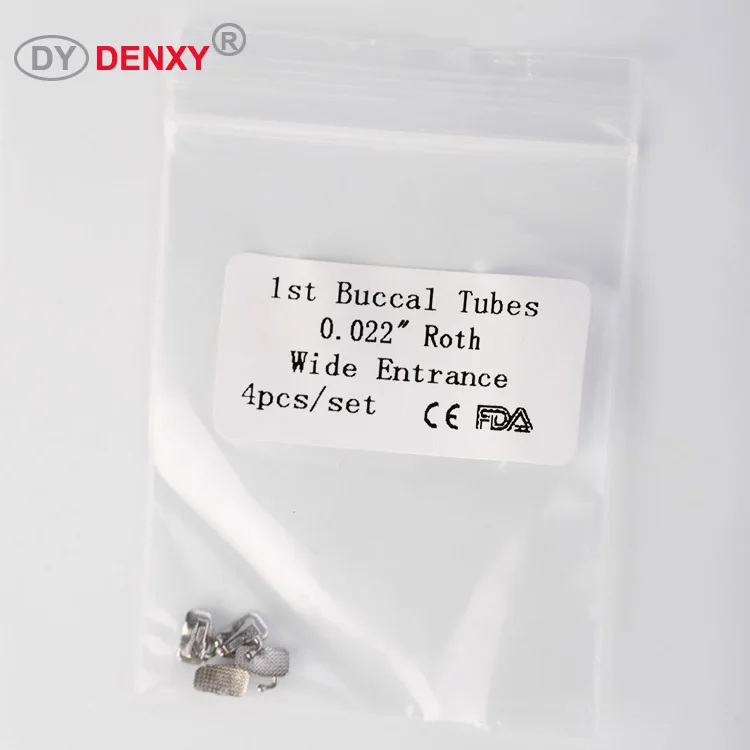 DY DENXY®
1st Buccal Tubes
0.022″ Roth
Wide Entrance
4pcs/set CE FDA